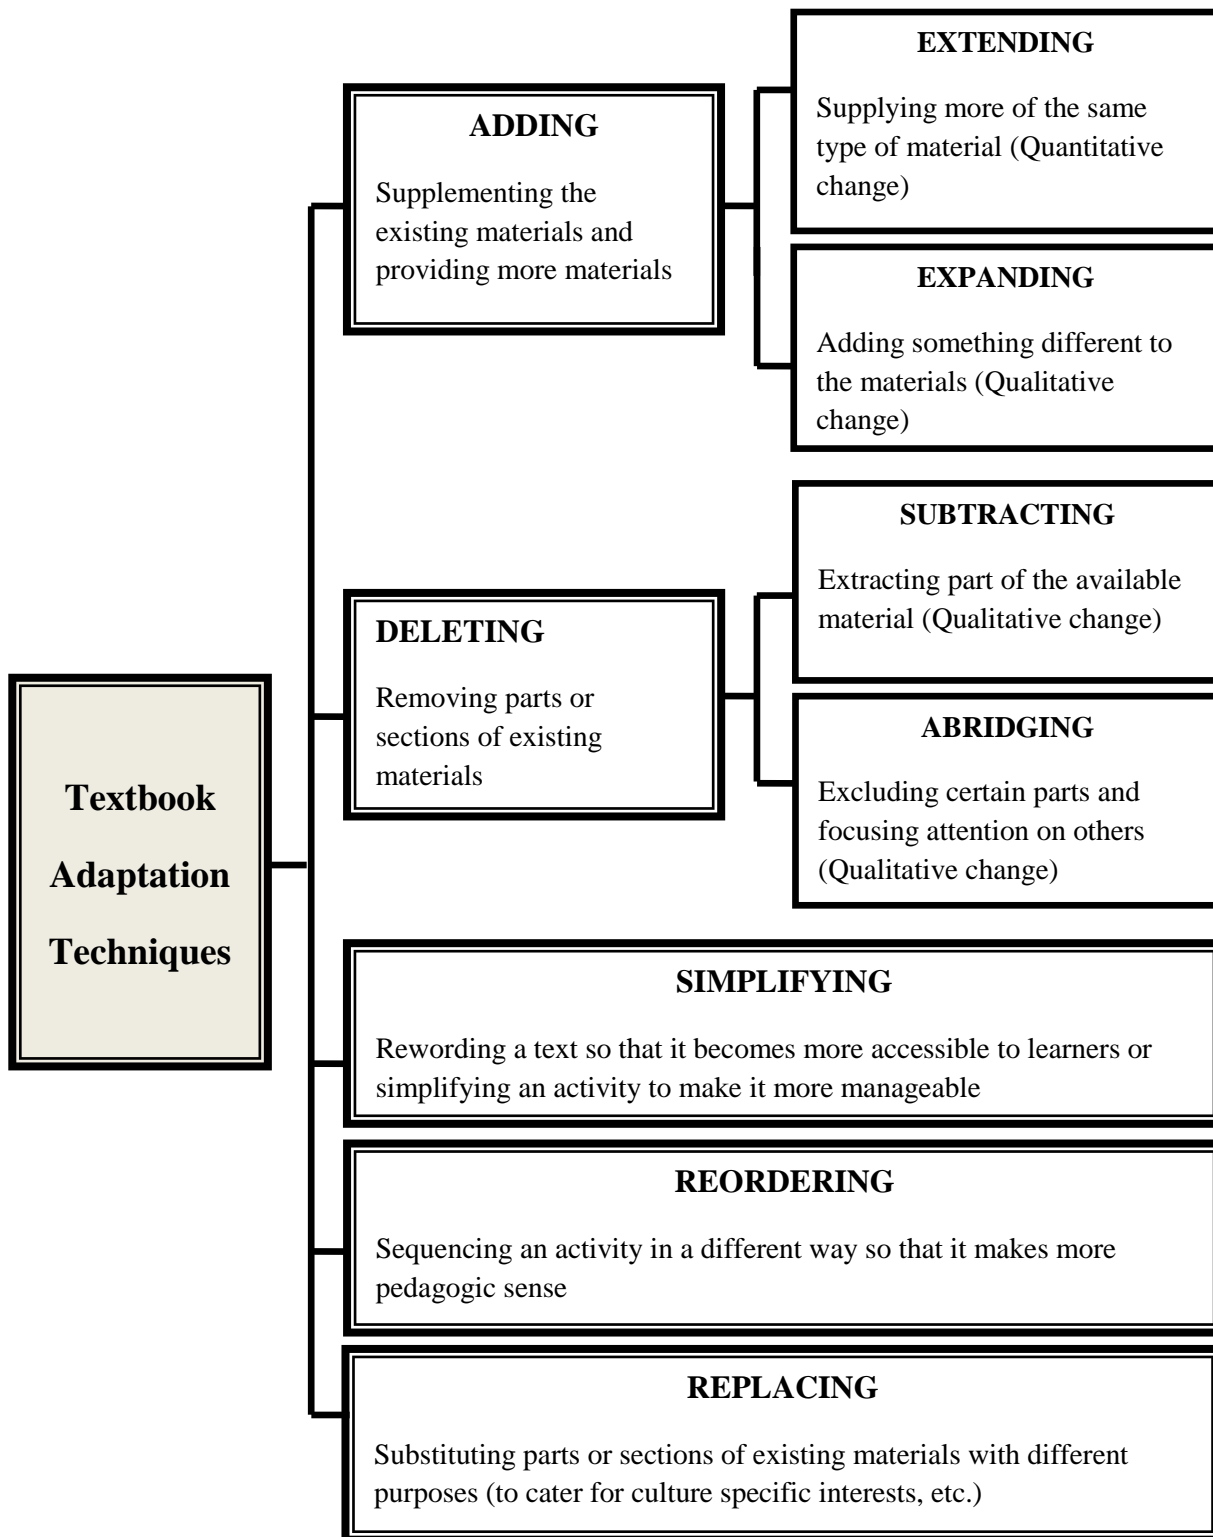 Textbook
Adaptation
Techniques
ADDING
Supplementing the
existing materials and
providing more materials
EXTENDING
Supplying more of the same
type of material (Quantitative
change)
EXPANDING
Adding something different to
the materials (Qualitative
change)
DELETING
Removing parts or
sections of existing
materials
SUBTRACTING
Extracting part of the available
material (Qualitative change)
ABRIDGING
Excluding certain parts and
focusing attention on others
(Qualitative change)
SIMPLIFYING
Rewording a text so that it becomes more accessible to learners or
simplifying an activity to make it more manageable
REORDERING
Sequencing an activity in a different way so that it makes more
pedagogic sense
REPLACING
Substituting parts or sections of existing materials with different
purposes (to cater for culture specific interests, etc.)